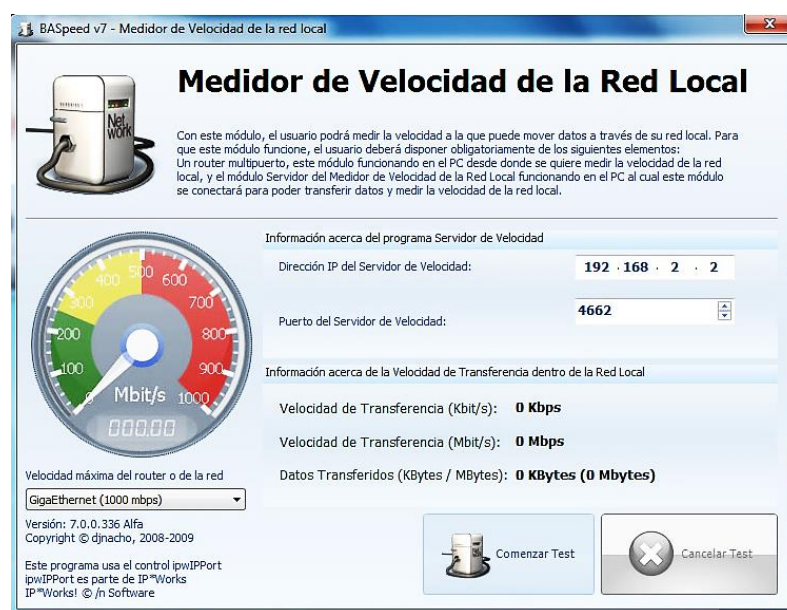 BASpeed v7 - Medidor de Velocidad de la red local
X
Medidor de Velocidad de la Red Local
Net
work
Con este módulo, el usuario podrá medir la velocidad a la que puede mover datos a través de su red local. Para
que este módulo funcione, el usuario deberá disponer obligatoriamente de los siguientes elementos:
Un router multipuerto, este módulo funcionando en el PC desde donde se quiere medir la velocidad de la red
local, y el módulo Servidor del Medidor de Velocidad de la Red Local funcionando en el PC al cual este módulo
se conectará para poder transferir datos y medir la velocidad de la red local.
Información acerca del programa Servidor de Velocidad
Dirección IP del Servidor de Velocidad: 192 . 168 . 2 . 2
Puerto del Servidor de Velocidad: 4662
0 100 200 300 400 500 600 700 800 900 1000
Mbit/s
000.00
Información acerca de la Velocidad de Transferencia dentro de la Red Local
Velocidad de Transferencia (Kbit/s): 0 Kbps
Velocidad de Transferencia (Mbit/s): 0 Mbps
Datos Transferidos (KBytes / MBytes): 0 KBytes (0 Mbytes)
Velocidad máxima del router o de la red
GigaEthernet (1000 mbps)
Versión: 7.0.0.336 Alfa
Copyright © djnacho, 2008-2009
Este programa usa el control ipwIPPort
ipwIPPort es parte de IP*Works
IP*Works! © /n Software
Comenzar Test
Cancelar Test